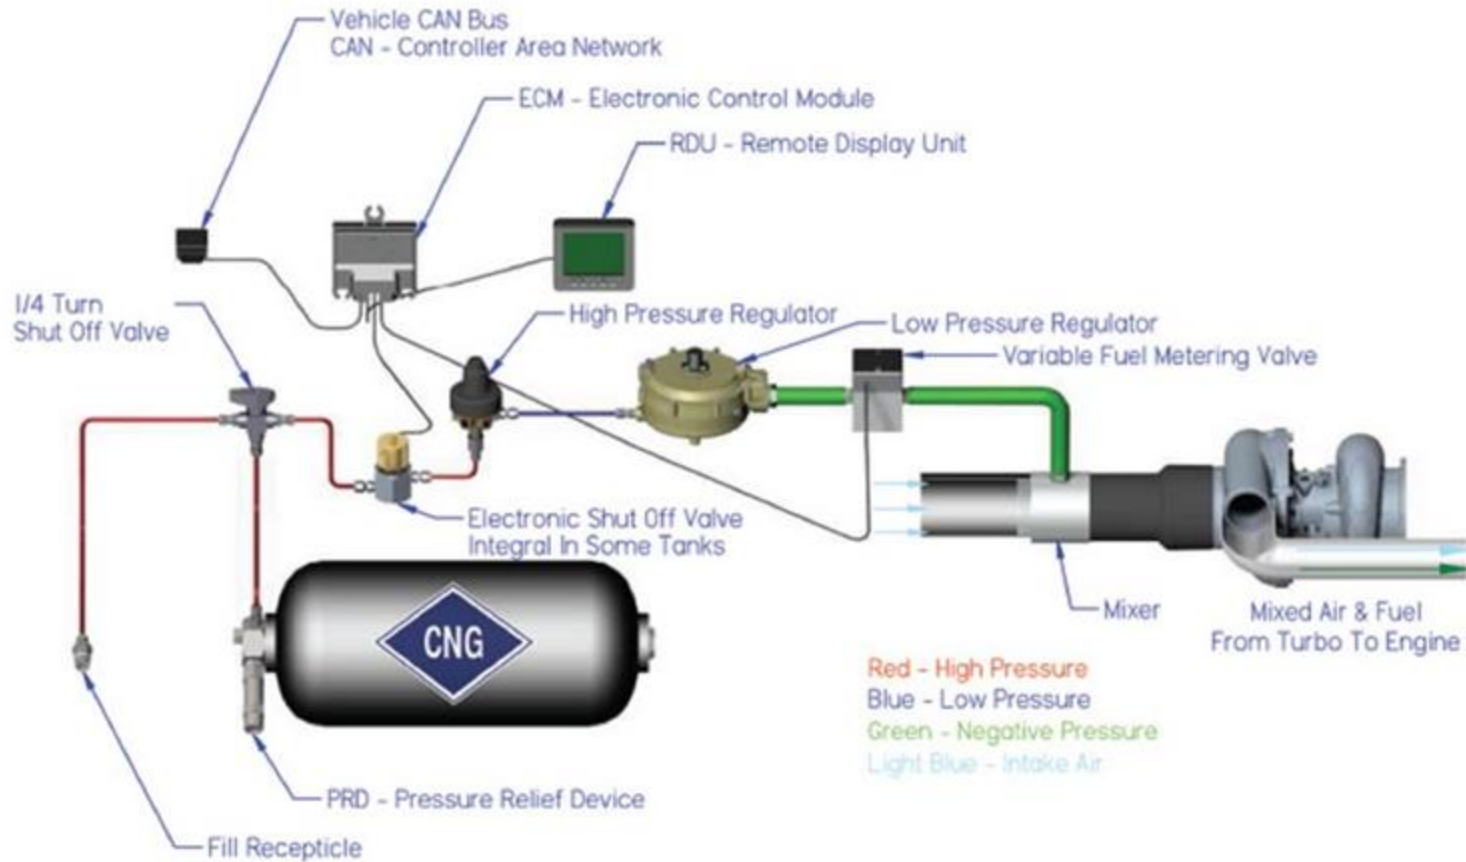 Vehicle CAN Bus
CAN - Controller Area Network
ECM - Electronic Control Module
RDU - Remote Display Unit
1/4 Turn
Shut Off Valve
High Pressure Regulator
Low Pressure Regulator
Variable Fuel Metering Valve
Electronic Shut Off Valve
Integral In Some Tanks
CNG
Mixer
Mixed Air & Fuel
From Turbo To Engine
Red - High Pressure
Blue - Low Pressure
Green - Negative Pressure
Light Blue - Intake Air
PRD - Pressure Relief Device
Fill Recepticle